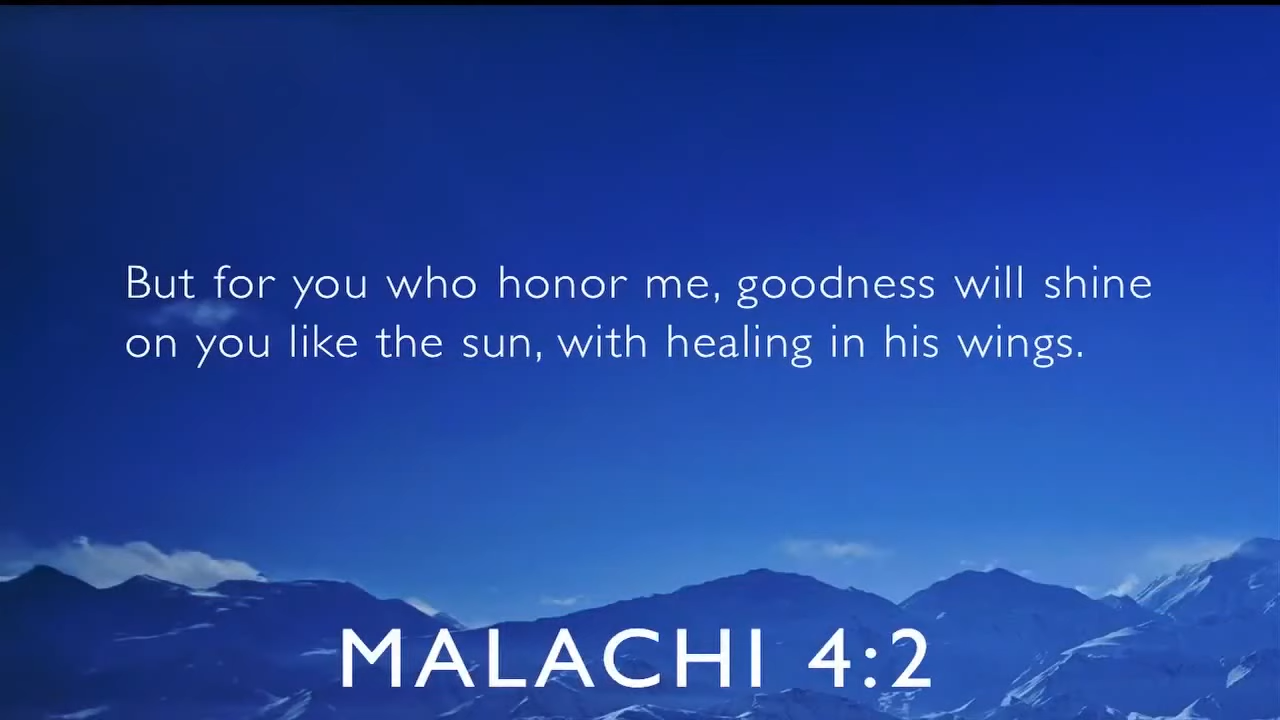 But for you who honor me, goodness will shine
on you like the sun, with healing in his wings.
MALACHI 4:2